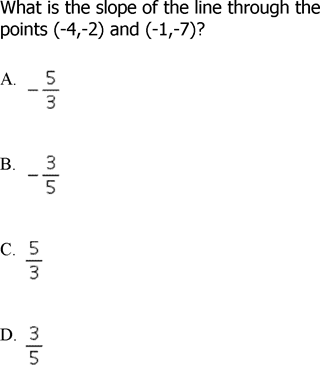 What is the slope of the line through the
points (-4,-2) and (-1,-7)?
A. -5/3
B. -3/5
C. 5/3
D. 3/5